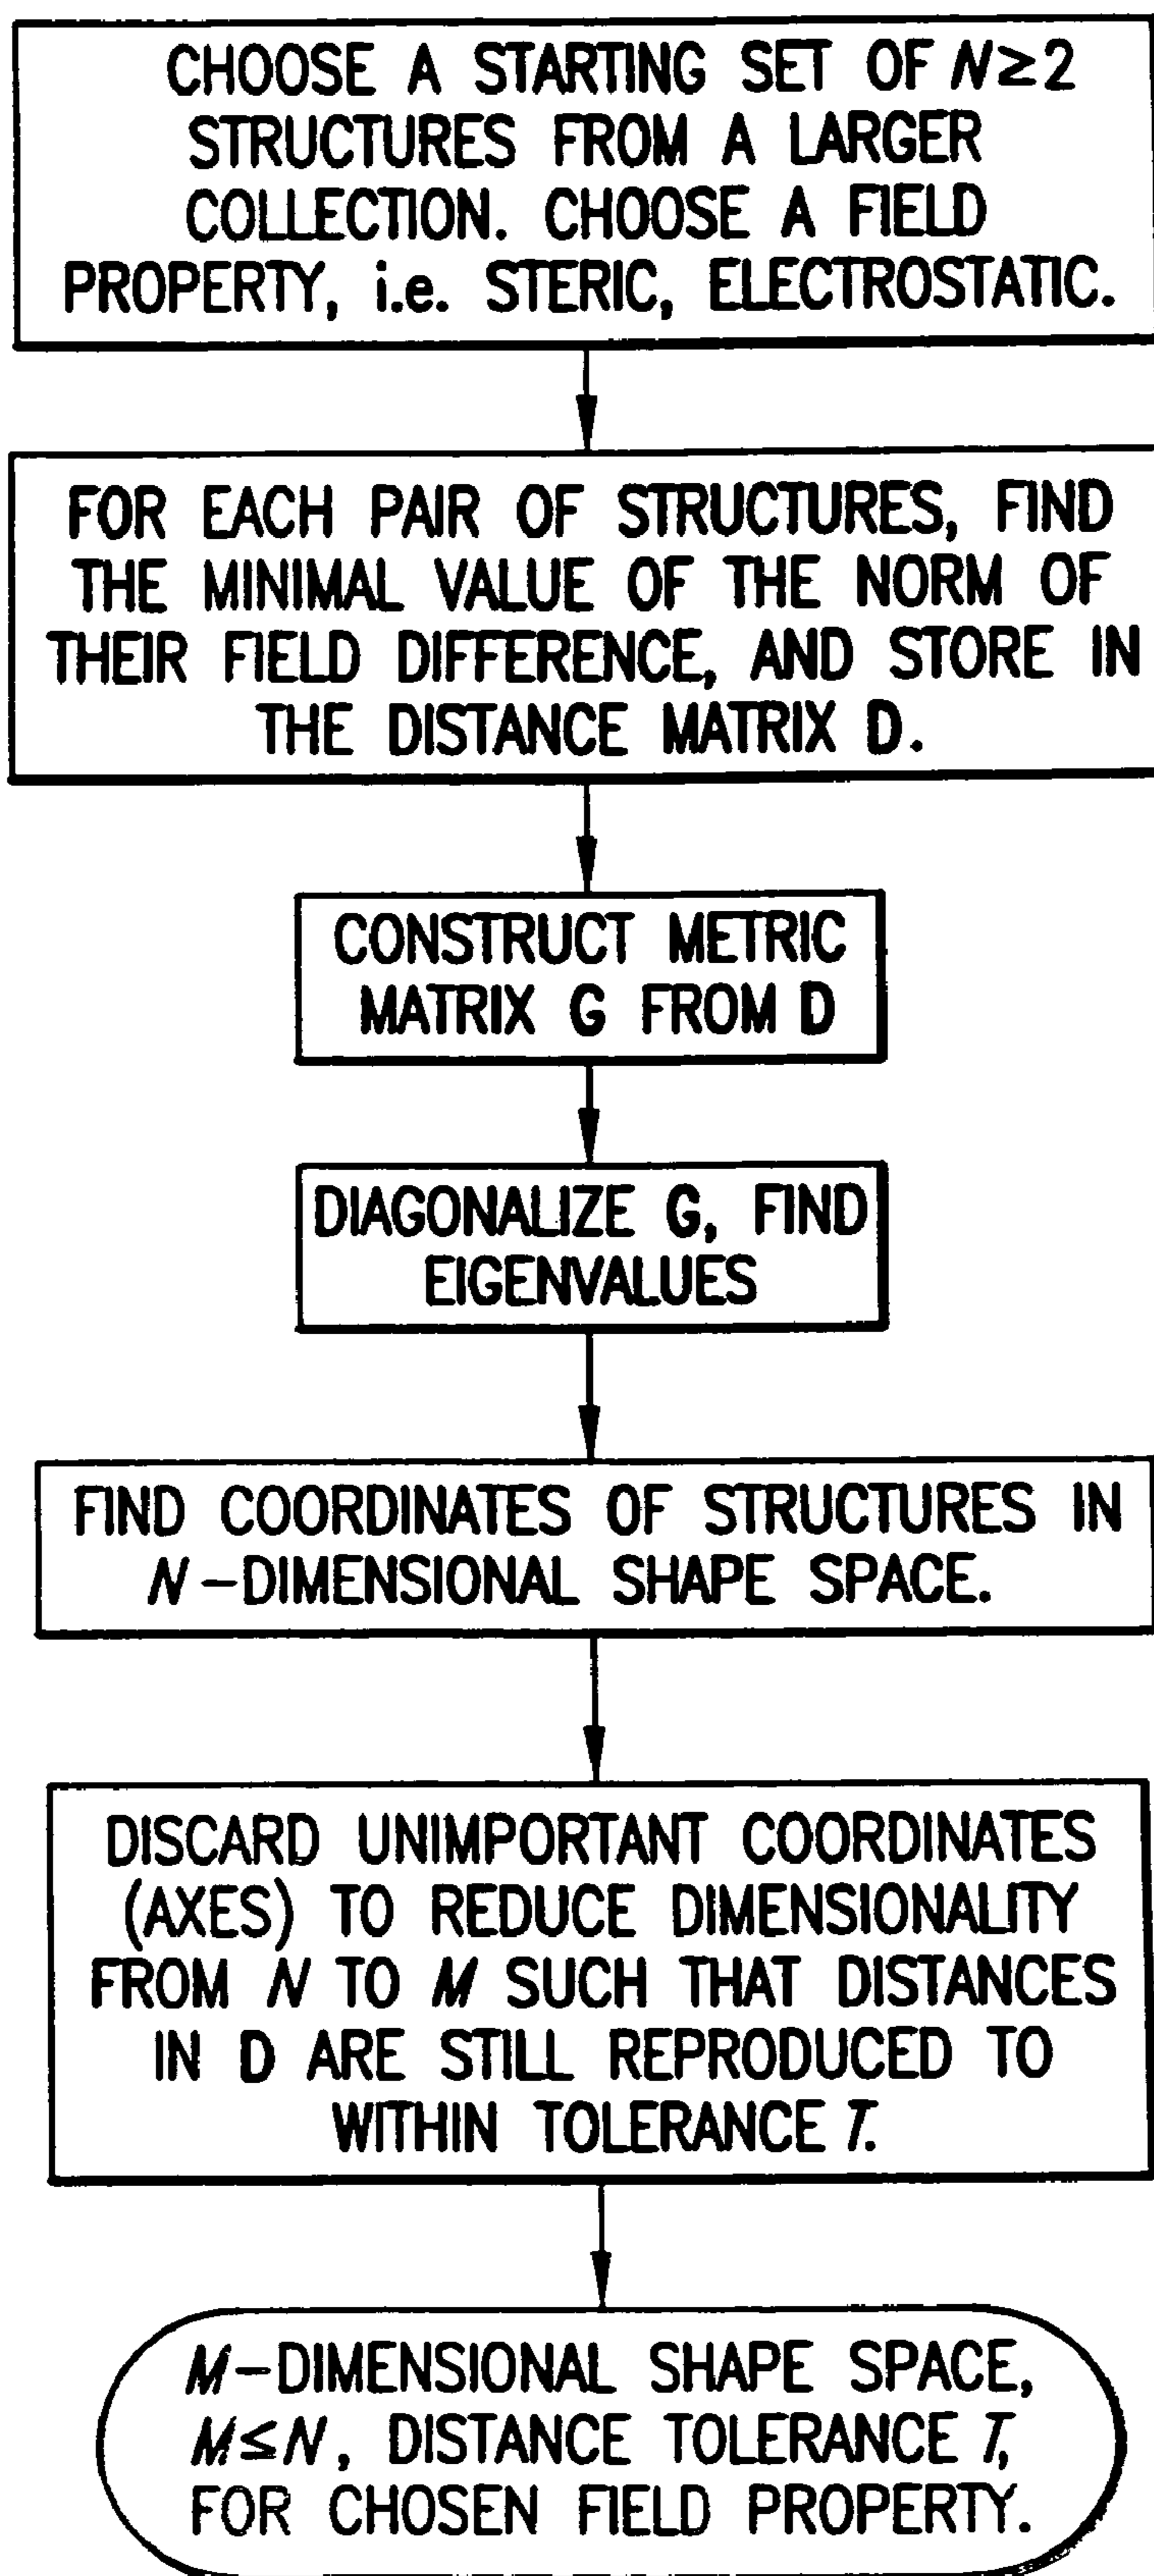 CHOOSE A STARTING SET OF N≥2
STRUCTURES FROM A LARGER
COLLECTION. CHOOSE A FIELD
PROPERTY, i.e. STERIC, ELECTROSTATIC.
FOR EACH PAIR OF STRUCTURES, FIND
THE MINIMAL VALUE OF THE NORM OF
THEIR FIELD DIFFERENCE, AND STORE IN
THE DISTANCE MATRIX D.
CONSTRUCT METRIC
MATRIX G FROM D
DIAGONALIZE G, FIND
EIGENVALUES
FIND COORDINATES OF STRUCTURES IN
N-DIMENSIONAL SHAPE SPACE.
DISCARD UNIMPORTANT COORDINATES
(AXES) TO REDUCE DIMENSIONALITY
FROM N TO M SUCH THAT DISTANCES
IN D ARE STILL REPRODUCED TO
WITHIN TOLERANCE T.
M-DIMENSIONAL SHAPE SPACE,
M≤N, DISTANCE TOLERANCE T,
FOR CHOSEN FIELD PROPERTY.